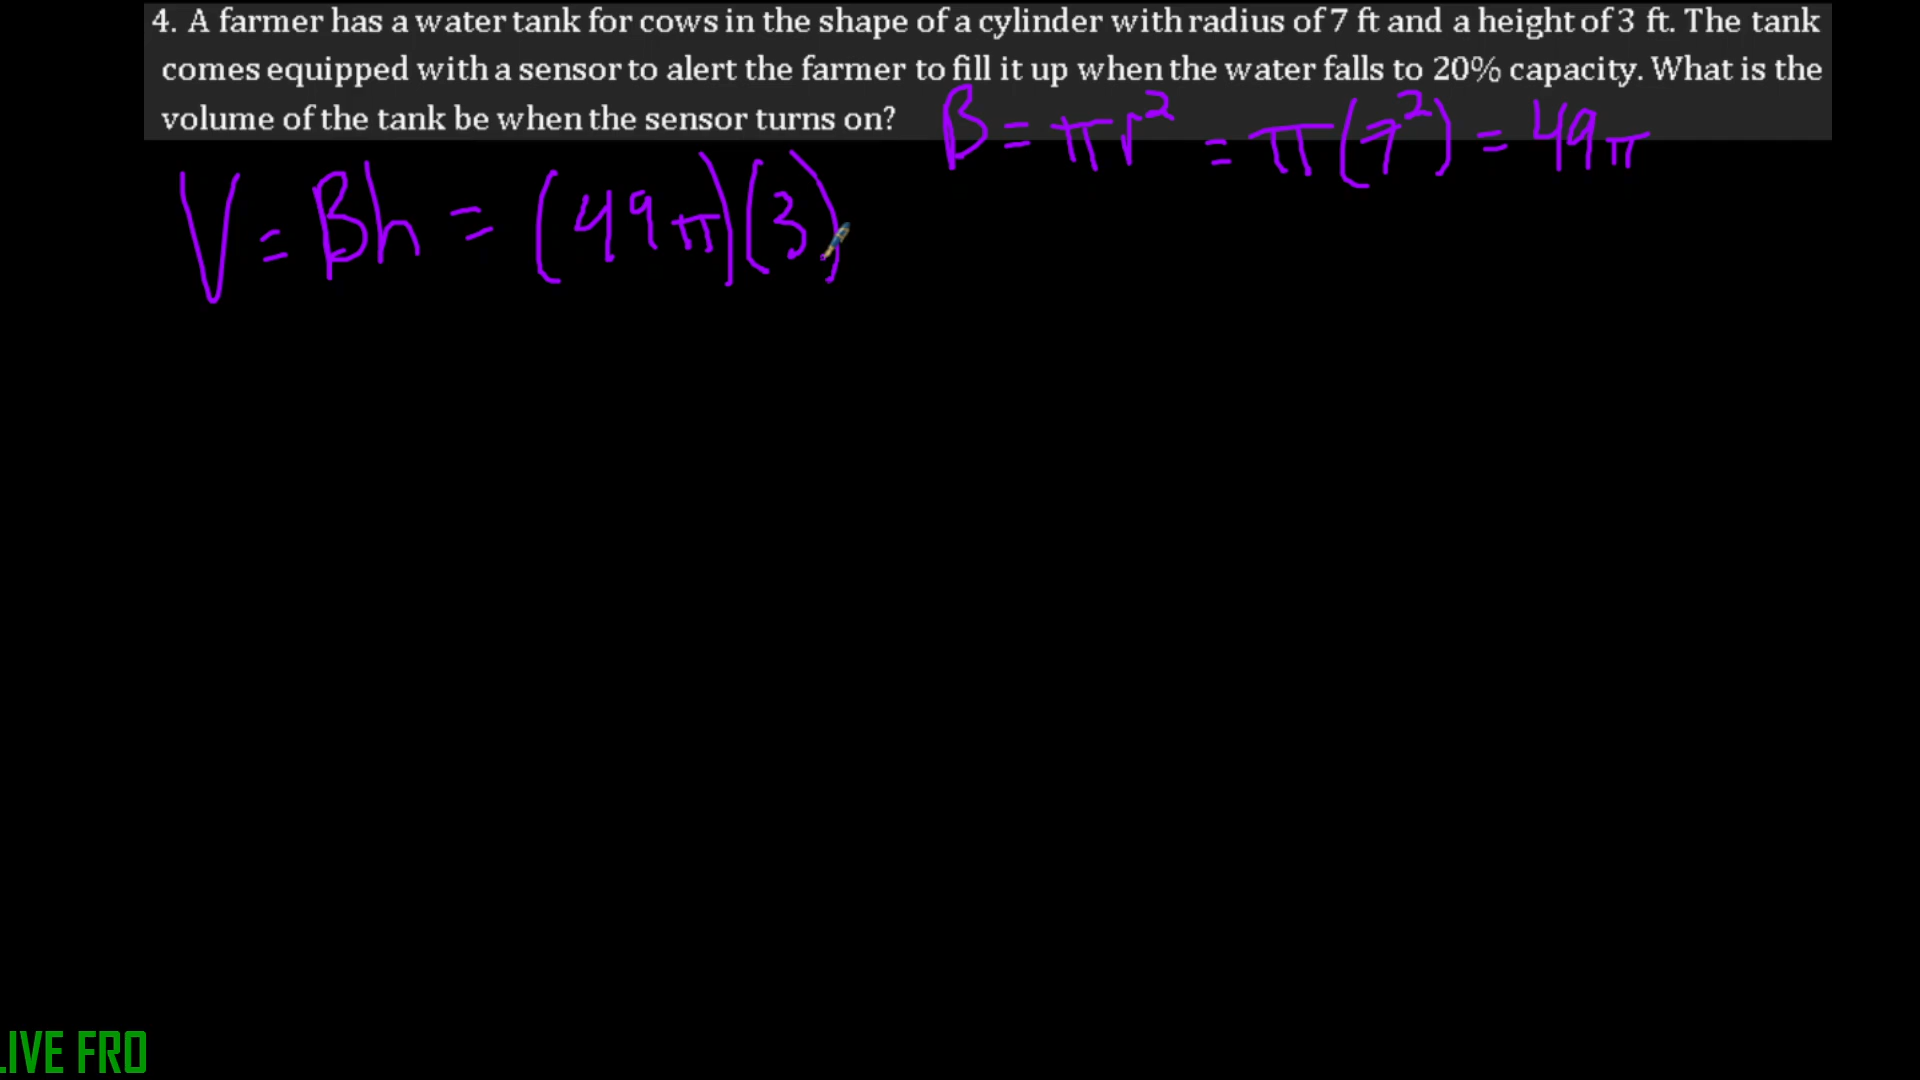 4. A farmer has a water tank for cows in the shape of a cylinder with radius of 7 ft and a height of 3 ft. The tank
comes equipped with a sensor to alert the farmer to fill it up when the water falls to 20% capacity. What is the
volume of the tank be when the sensor turns on?
B = πr² = π(7²) = 49π
V = Bh = (49π)(3)
LIVE FRO